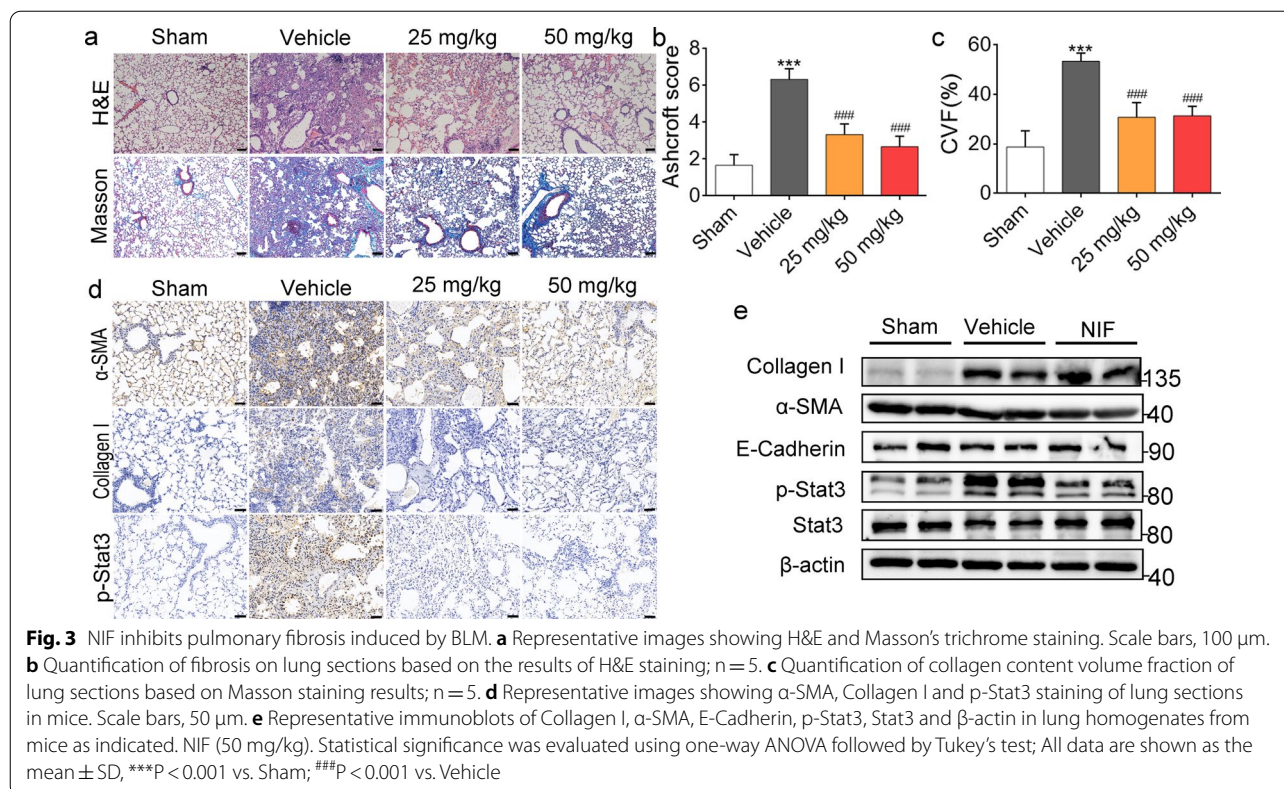 a
Sham Vehicle 25 mg/kg 50 mg/kg
H&E
Masson
b
Ashcroft score
8
6
4
2
0
***
###
###
Sham Vehicle 25 mg/kg 50 mg/kg
c
CVF(%)
60
40
20
0
***
###
###
Sham Vehicle 25 mg/kg 50 mg/kg
d
Sham Vehicle 25 mg/kg 50 mg/kg
α-SMA
Collagen I
p-Stat3
e
Sham Vehicle NIF
Collagen I 135
α-SMA 40
E-Cadherin 90
p-Stat3 80
Stat3 80
β-actin 40
Fig. 3 NIF inhibits pulmonary fibrosis induced by BLM. a Representative images showing H&E and Masson's trichrome staining. Scale bars, 100 μm.
b Quantification of fibrosis on lung sections based on the results of H&E staining; n = 5. c Quantification of collagen content volume fraction of
lung sections based on Masson staining results; n = 5. d Representative images showing α-SMA, Collagen I and p-Stat3 staining of lung sections
in mice. Scale bars, 50 μm. e Representative immunoblots of Collagen I, α-SMA, E-Cadherin, p-Stat3, Stat3 and β-actin in lung homogenates from
mice as indicated. NIF (50 mg/kg). Statistical significance was evaluated using one-way ANOVA followed by Tukey's test; All data are shown as the
mean ± SD, ***P < 0.001 vs. Sham; ###P < 0.001 vs. Vehicle